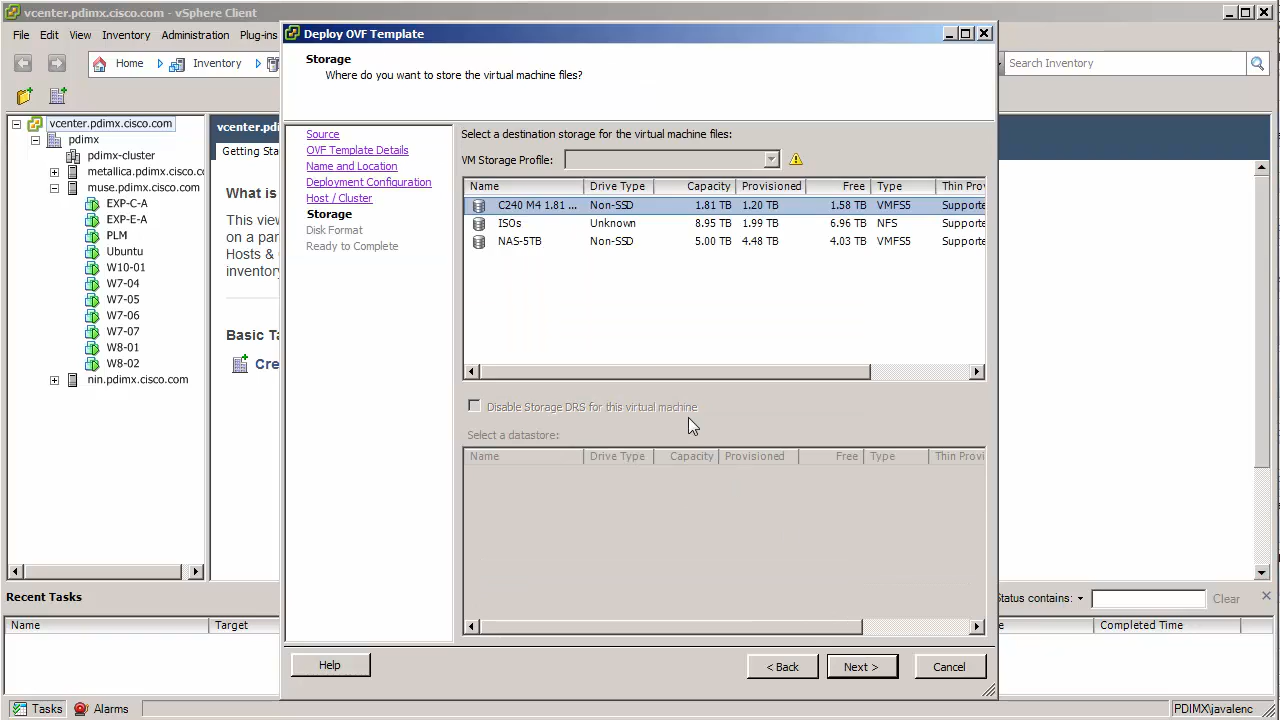 vcenter.pdimx.cisco.com - vSphere Client
File Edit View Inventory Administration Plug-ins
Home Inventory
Search Inventory
vcenter.pdimx.cisco.com
pdimx
pdimx-cluster
metallica.pdimx.cisco.cc
muse.pdimx.cisco.com
EXP-C-A
EXP-E-A
PLM
Ubuntu
W10-01
W7-04
W7-05
W7-06
W7-07
W8-01
W8-02
nin.pdimx.cisco.com
vcenter.pdi
Getting Sta
What is
This view
on a par
Hosts &
inventory
Basic Ta
Cre
Deploy OVF Template
Storage
Where do you want to store the virtual machine files?
Source
OVF Template Details
Name and Location
Deployment Configuration
Host / Cluster
Storage
Disk Format
Ready to Complete
Select a destination storage for the virtual machine files:
VM Storage Profile:
Name Drive Type Capacity Provisioned Free Type Thin Prov
C240 M4 1.81 ... Non-SSD 1.81 TB 1.20 TB 1.58 TB VMFS5 Supporte
ISOs Unknown 8.95 TB 1.99 TB 6.96 TB NFS Supporte
NAS-5TB Non-SSD 5.00 TB 4.48 TB 4.03 TB VMFS5 Supporte
Disable Storage DRS for this virtual machine
Select a datastore:
Name Drive Type Capacity Provisioned Free Type Thin Provi
Help < Back Next > Cancel
Recent Tasks
Status contains: Clear
Name Target
Completed Time
Tasks Alarms
PDIMX\javalenc